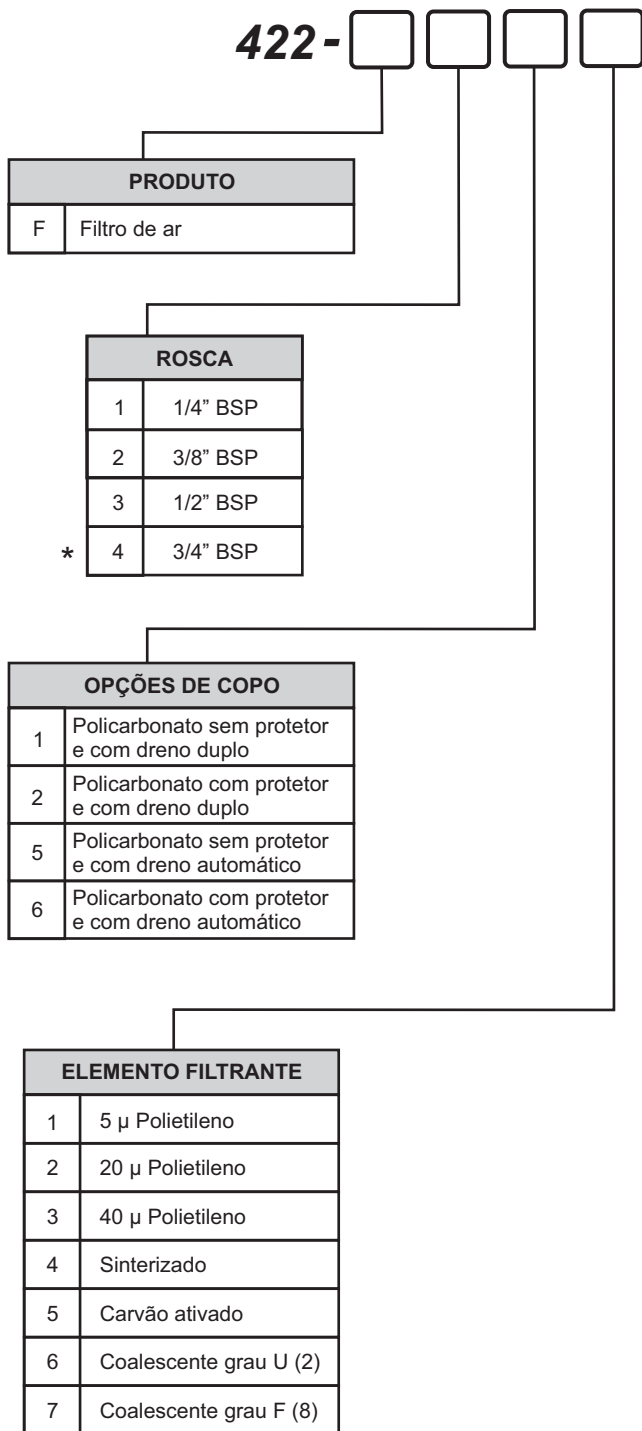 422-
PRODUTO
F Filtro de ar
ROSCA
1 1/4” BSP
2 3/8” BSP
3 1/2” BSP
* 4 3/4” BSP
OPÇÕES DE COPO
1 Policarbonato sem protetor
e com dreno duplo
2 Policarbonato com protetor
e com dreno duplo
5 Policarbonato sem protetor
e com dreno automático
6 Policarbonato com protetor
e com dreno automático
ELEMENTO FILTRANTE
1 5 µ Polietileno
2 20 µ Polietileno
3 40 µ Polietileno
4 Sinterizado
5 Carvão ativado
6 Coalescente grau U (2)
7 Coalescente grau F (8)